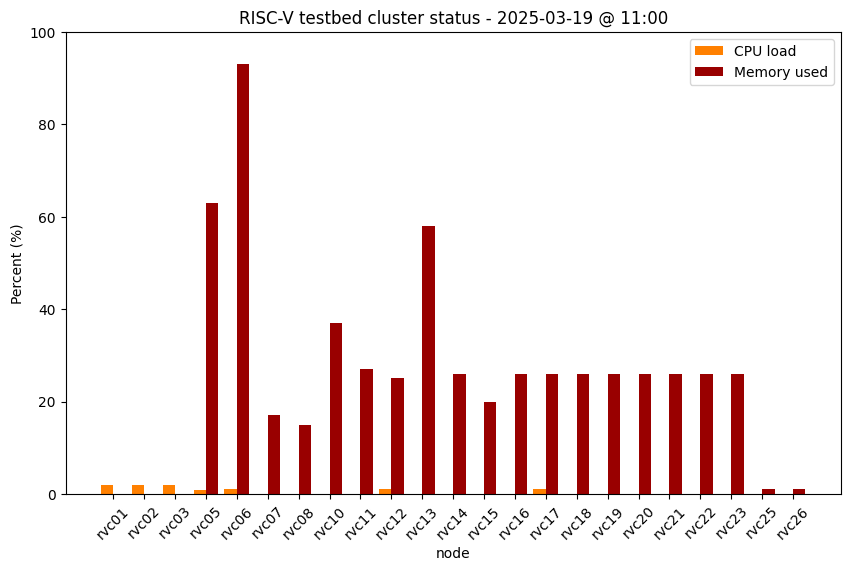 RISC-V testbed cluster status - 2025-03-19 @ 11:00
100
80
60
40
20
0
Percent (%)
CPU load
Memory used
rvc01 rvc02 rvc03 rvc05 rvc06 rvc07 rvc08 rvc10 rvc11 rvc12 rvc13 rvc14 rvc15 rvc16 rvc17 rvc18 rvc19 rvc20 rvc21 rvc22 rvc23 rvc25 rvc26
node